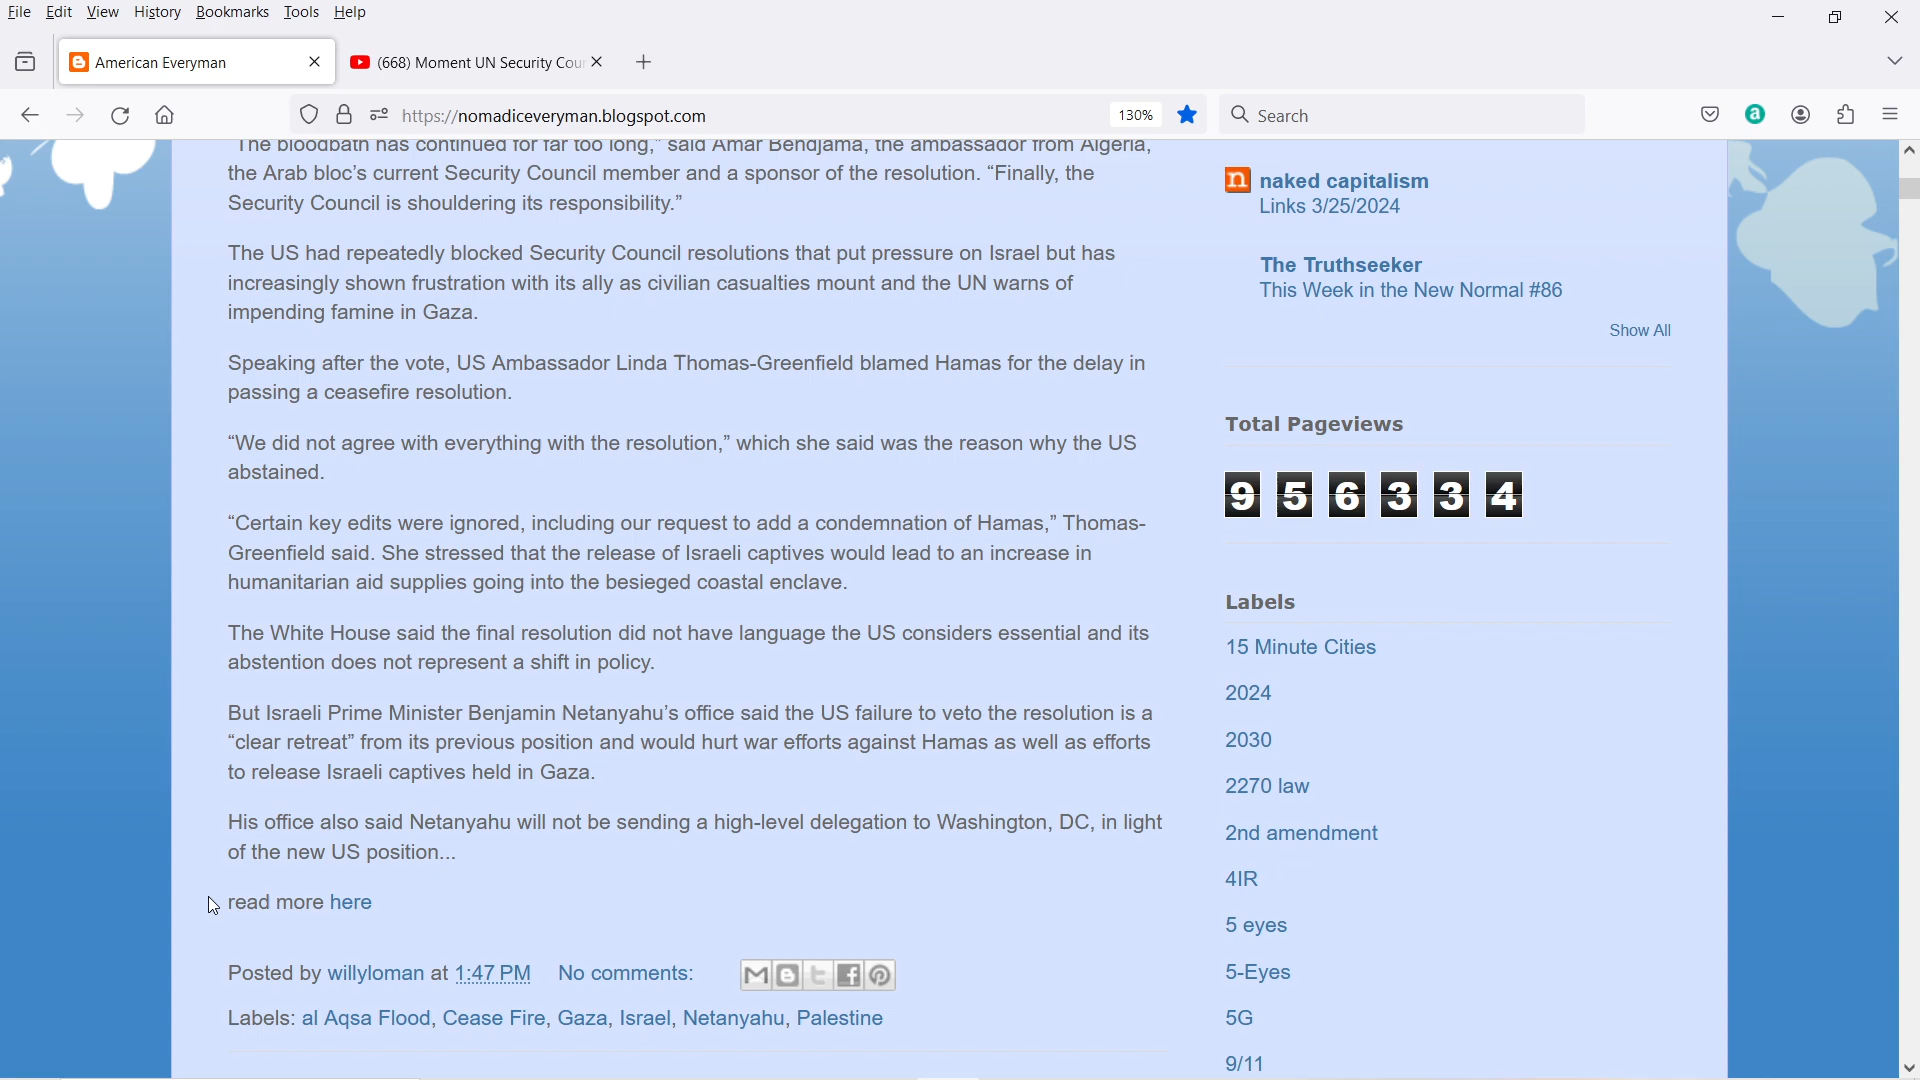 File Edit View History Bookmarks Tools Help
American Everyman
(668) Moment UN Security Cou
https://nomadiceveryman.blogspot.com
130%
Search
"The bloodbath has continued for far too long,” said Amar Bendjama, the ambassador from Algeria,
the Arab bloc’s current Security Council member and a sponsor of the resolution. “Finally, the
Security Council is shouldering its responsibility.”
The US had repeatedly blocked Security Council resolutions that put pressure on Israel but has
increasingly shown frustration with its ally as civilian casualties mount and the UN warns of
impending famine in Gaza.
Speaking after the vote, US Ambassador Linda Thomas-Greenfield blamed Hamas for the delay in
passing a ceasefire resolution.
“We did not agree with everything with the resolution,” which she said was the reason why the US
abstained.
“Certain key edits were ignored, including our request to add a condemnation of Hamas,” Thomas-
Greenfield said. She stressed that the release of Israeli captives would lead to an increase in
humanitarian aid supplies going into the besieged coastal enclave.
The White House said the final resolution did not have language the US considers essential and its
abstention does not represent a shift in policy.
But Israeli Prime Minister Benjamin Netanyahu’s office said the US failure to veto the resolution is a
“clear retreat” from its previous position and would hurt war efforts against Hamas as well as efforts
to release Israeli captives held in Gaza.
His office also said Netanyahu will not be sending a high-level delegation to Washington, DC, in light
of the new US position...
read more here
Posted by willyloman at 1:47 PM No comments:
Labels: al Aqsa Flood, Cease Fire, Gaza, Israel, Netanyahu, Palestine
naked capitalism
Links 3/25/2024
The Truthseeker
This Week in the New Normal #86
Show All
Total Pageviews
9 5 6 3 3 4
Labels
15 Minute Cities
2024
2030
2270 law
2nd amendment
4IR
5 eyes
5-Eyes
5G
9/11